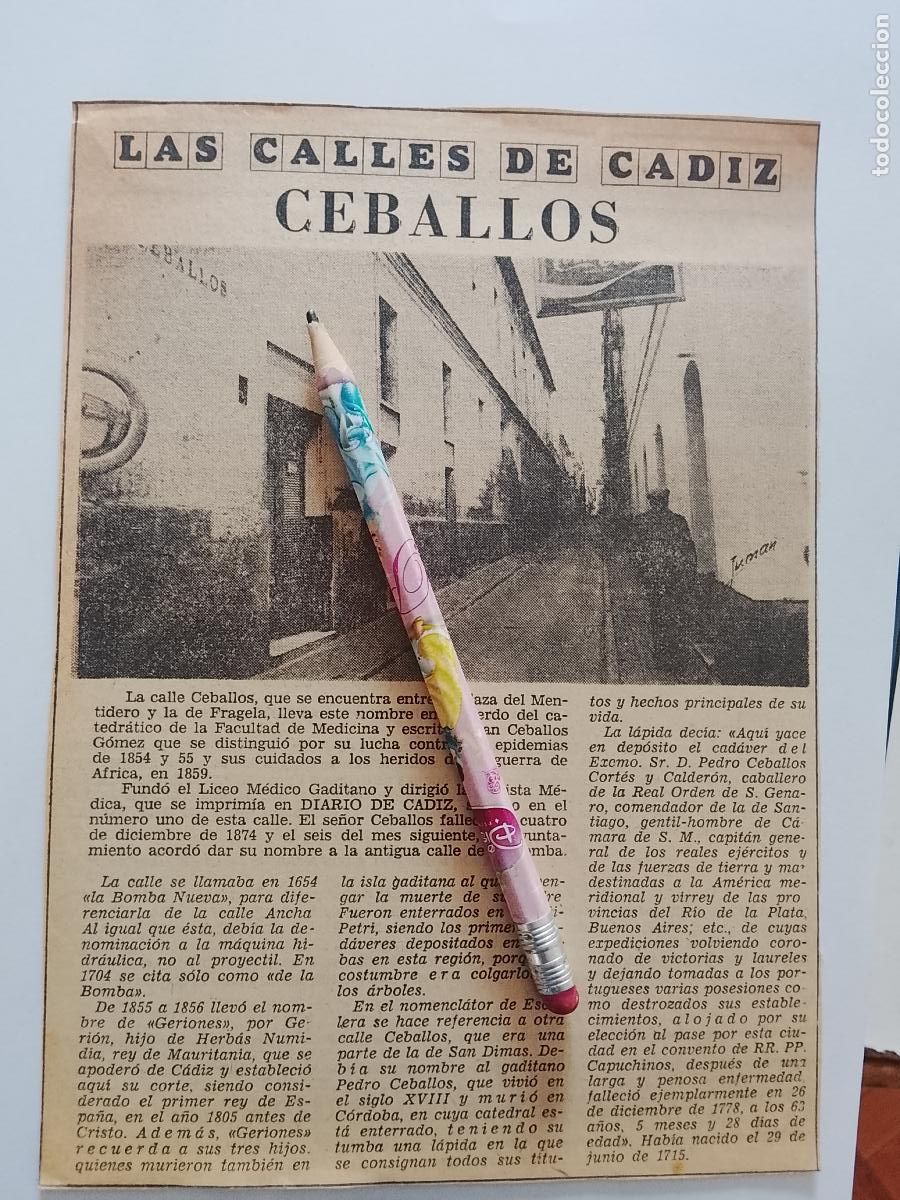 todocoleccion
LAS CALLES DE CADIZ
CEBALLOS
CEBALLOS
Juman
La calle Ceballos, que se encuentra entre aza del Men-
tidero y la de Fragela, lleva este nombre en erdo del ca-
tedrático de la Facultad de Medicina y escrit an Ceballos
Gómez que se distinguió por su lucha cont epidemias
de 1854 y 55 y sus cuidados a los heridos d guerra de
Africa, en 1859.
Fundó el Liceo Médico Gaditano y dirigió l ista Mé-
dica, que se imprimía en DIARIO DE CADIZ, o en el
número uno de esta calle. El señor Ceballos falle cuatro
de diciembre de 1874 y el seis del mes siguiente, unta-
miento acordó dar su nombre a la antigua calle de omba.
La calle se llamaba en 1654
«la Bomba Nueva», para dife-
renciarla de la calle Ancha
Al igual que ésta, debía la de-
nominación a la máquina hi-
dráulica, no al proyectil. En
1704 se cita sólo como «de la
Bomba».
De 1855 a 1856 llevó el nom-
bre de «Geriones», por Ge-
rión, hijo de Herbás Numi-
dia, rey de Mauritania, que se
apoderó de Cádiz y estableció
aquí su corte, siendo consi-
derado el primer rey de Es-
paña, en el año 1805 antes de
Cristo. Además, «Geriones»
recuerda a sus tres hijos.
quienes murieron también en
la isla gaditana al qu en-
gar la muerte de s re
Fueron enterrados en i-
Petri, siendo los prime
dáveres depositados en
bas en esta región, por
costumbre era colgarlo
los árboles.
En el nomenclátor de Esc
lera se hace referencia a otra
calle Ceballos, que era una
parte de la de San Dimas. De-
bía su nombre al gaditano
Pedro Ceballos, que vivió en
el siglo XVIII y murió en
Córdoba, en cuya catedral es-
tá enterrado, teniendo su
tumba una lápida en la que
se consignan todos sus titu-
tos y hechos principales de su
vida.
La lápida decía: «Aquí yace
en depósito el cadáver del
Excmo. Sr. D. Pedro Ceballos
Cortés y Calderón, caballero
de la Real Orden de S. Gena-
ro, comendador de la de San-
tiago, gentil-hombre de Cá-
mara de S. M., capitán gene-
ral de los reales ejércitos y
de las fuerzas de tierra y mar
destinadas a la América me-
ridional y virrey de las pro
vincias del Río de la Plata,
Buenos Aires; etc., de cuyas
expediciones volviendo coro-
nado de victorias y laureles
y dejando tomadas a los por-
tugueses varias posesiones co-
mo destrozados sus estable-
cimientos, alojado por su
elección al pase por esta ciu-
dad en el convento de RR. PP.
Capuchinos, después de una
larga y penosa enfermedad
falleció ejemplarmente en 26
de diciembre de 1778, a los 63
años, 5 meses y 28 días de
edad». Había nacido el 29 de
junio de 1715.